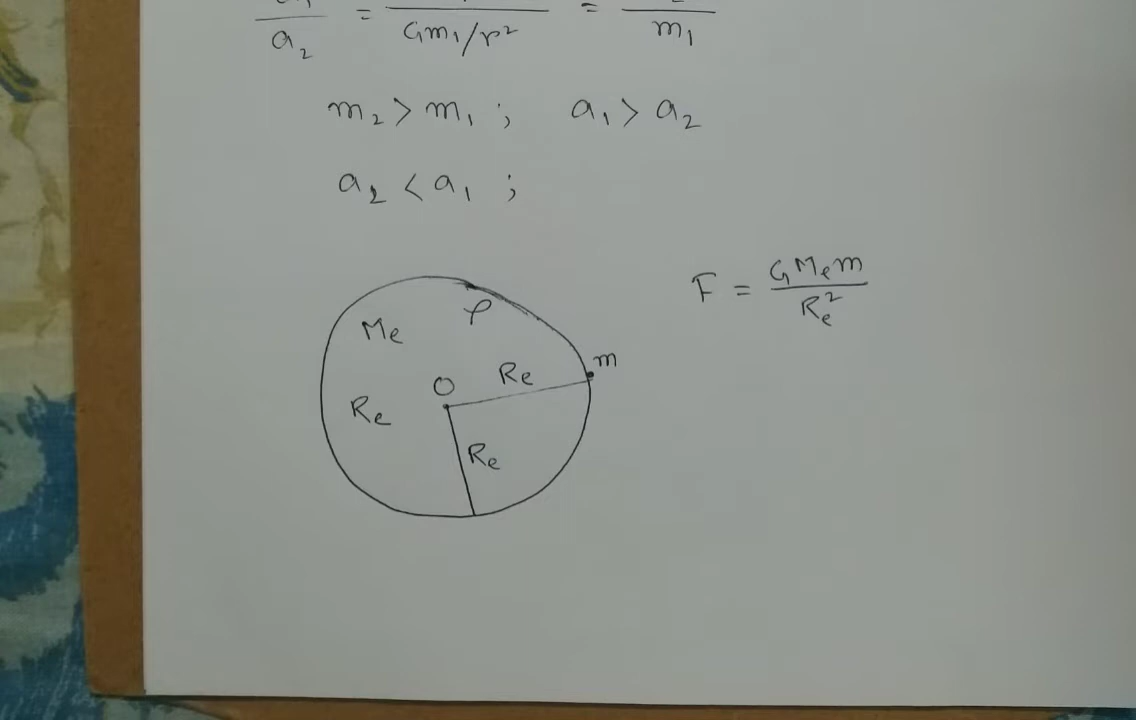 a₂ = Gm₁/r² = m₁
m₂ > m₁ ; a₁ > a₂
a₂ < a₁ ;
F = GMₑm / Rₑ²
Mₑ
P
m
O
Rₑ
Rₑ
Rₑ